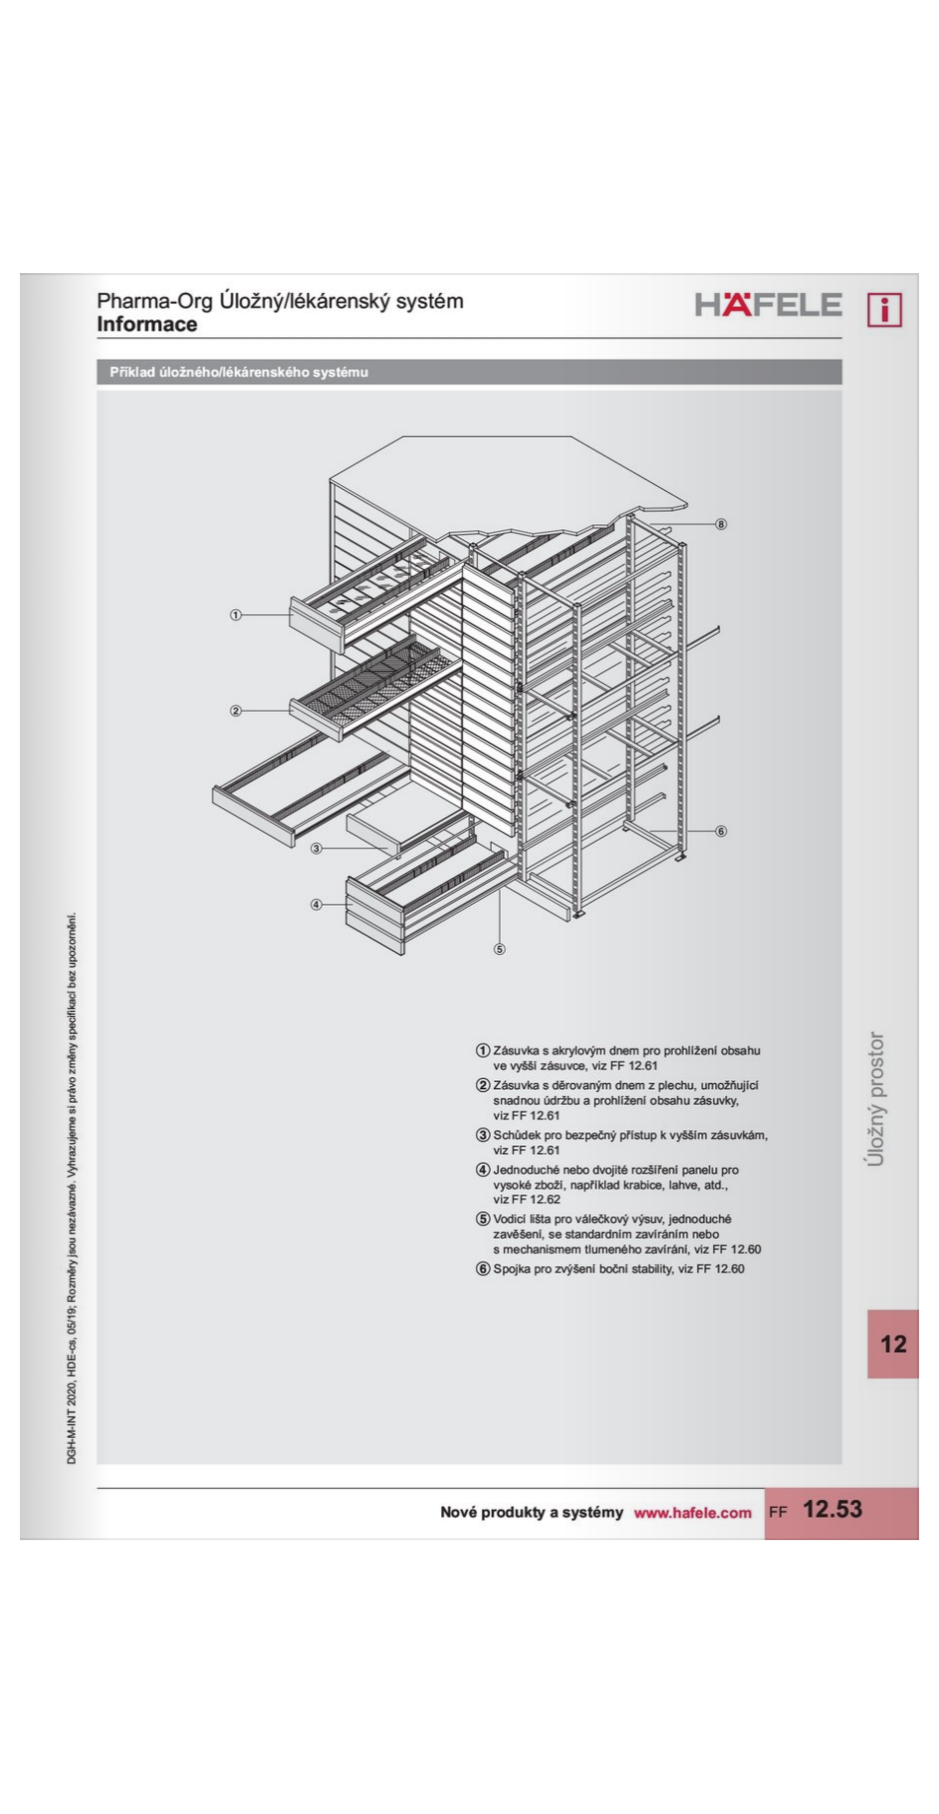 Pharma-Org Úložný/lékárenský systém
Informace
HÄFELE
i
Příklad úložného/lékárenského systému
8
1
2
3
4
5
6
① Zásuvka s akrylovým dnem pro prohlížení obsahu
ve vyšší zásuvce, viz FF 12.61
② Zásuvka s děrovaným dnem z plechu, umožňující
snadnou údržbu a prohlížení obsahu zásuvky,
viz FF 12.61
③ Schůdek pro bezpečný přístup k vyšším zásuvkám,
viz FF 12.61
④ Jednoduché nebo dvojité rozšíření panelu pro
vysoké zboží, například krabice, lahve, atd.,
viz FF 12.62
⑤ Vodicí lišta pro válečkový výsuv, jednoduché
zavěšení, se standardním zavíráním nebo
s mechanismem tlumeného zavírání, viz FF 12.60
⑥ Spojka pro zvýšení boční stability, viz FF 12.60
DGH-M-INT 2020, HDE-cs, 05/19; Rozměry jsou nezávazné. Vyhrazujeme si právo změny specifikací bez upozornění.
Úložný prostor
12
Nové produkty a systémy www.hafele.com FF 12.53